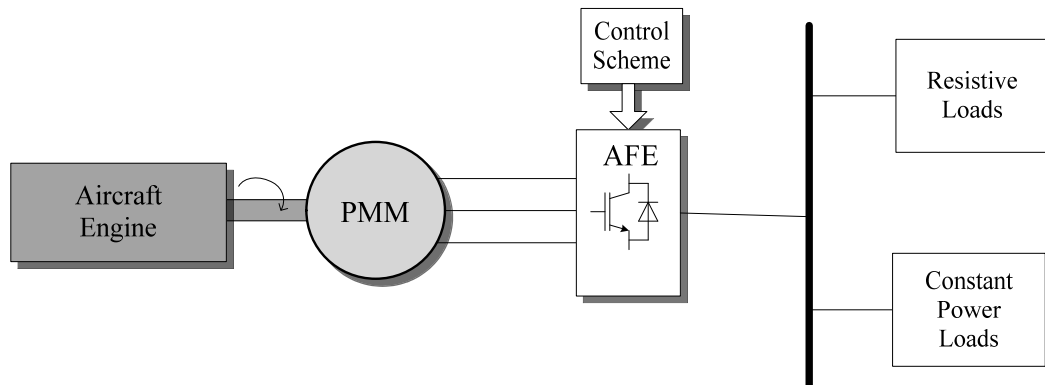 Control
Scheme
AFE
Aircraft
Engine
PMM
Resistive
Loads
Constant
Power
Loads